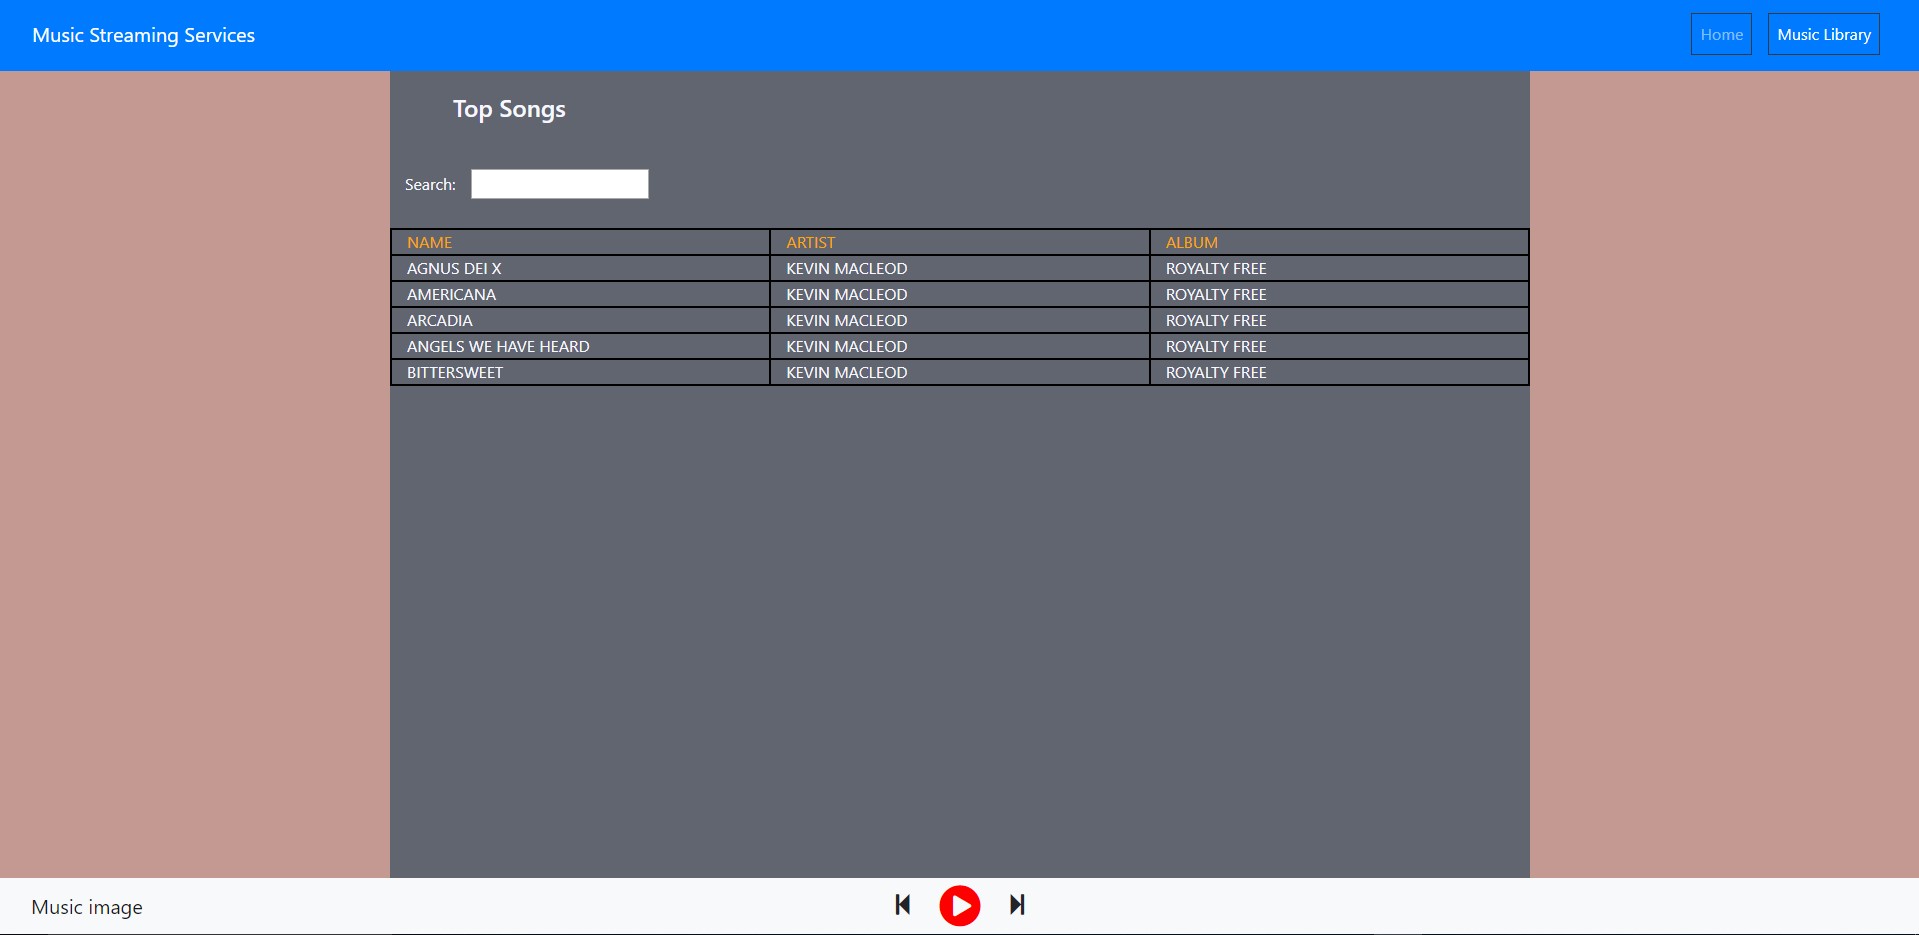 Music Streaming Services Home Music Library
Top Songs
Search:
NAME ARTIST ALBUM
AGNUS DEI X KEVIN MACLEOD ROYALTY FREE
AMERICANA KEVIN MACLEOD ROYALTY FREE
ARCADIA KEVIN MACLEOD ROYALTY FREE
ANGELS WE HAVE HEARD KEVIN MACLEOD ROYALTY FREE
BITTERSWEET KEVIN MACLEOD ROYALTY FREE
Music image